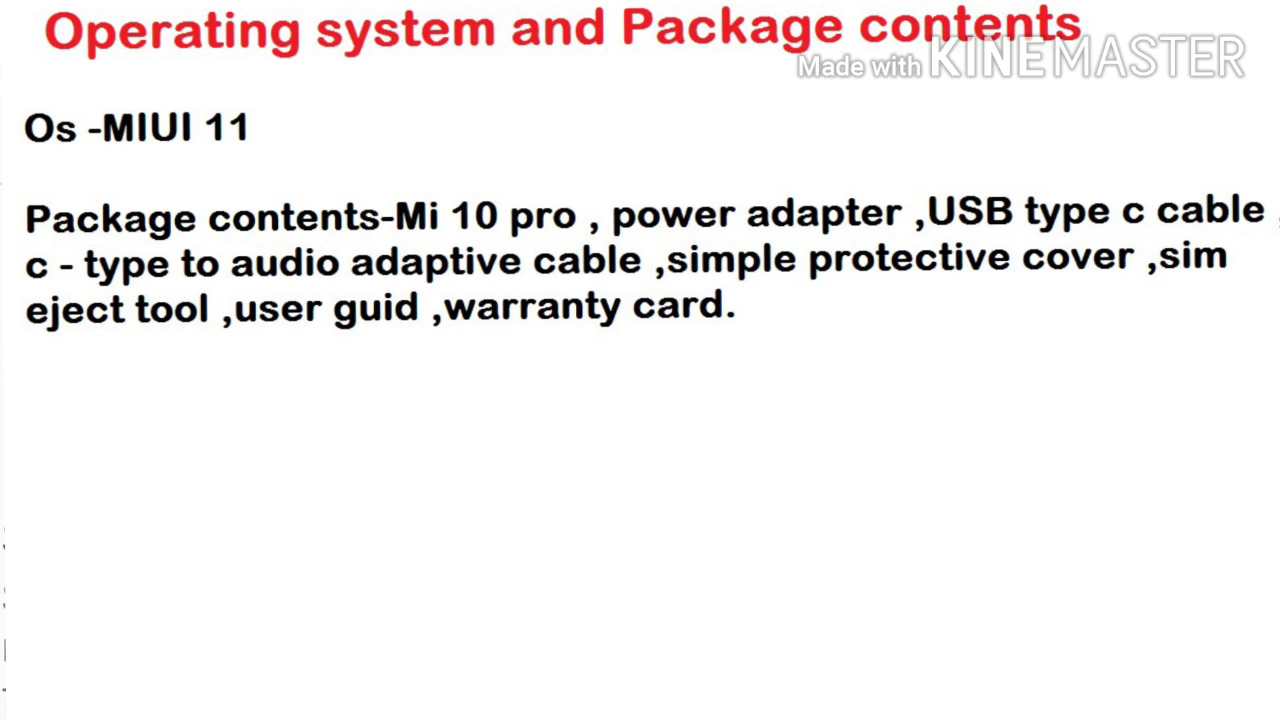 Operating system and Package contents
Made with KINEMASTER
Os -MIUI 11
Package contents-Mi 10 pro , power adapter ,USB type c cable ,
c - type to audio adaptive cable ,simple protective cover ,sim
eject tool ,user guid ,warranty card.